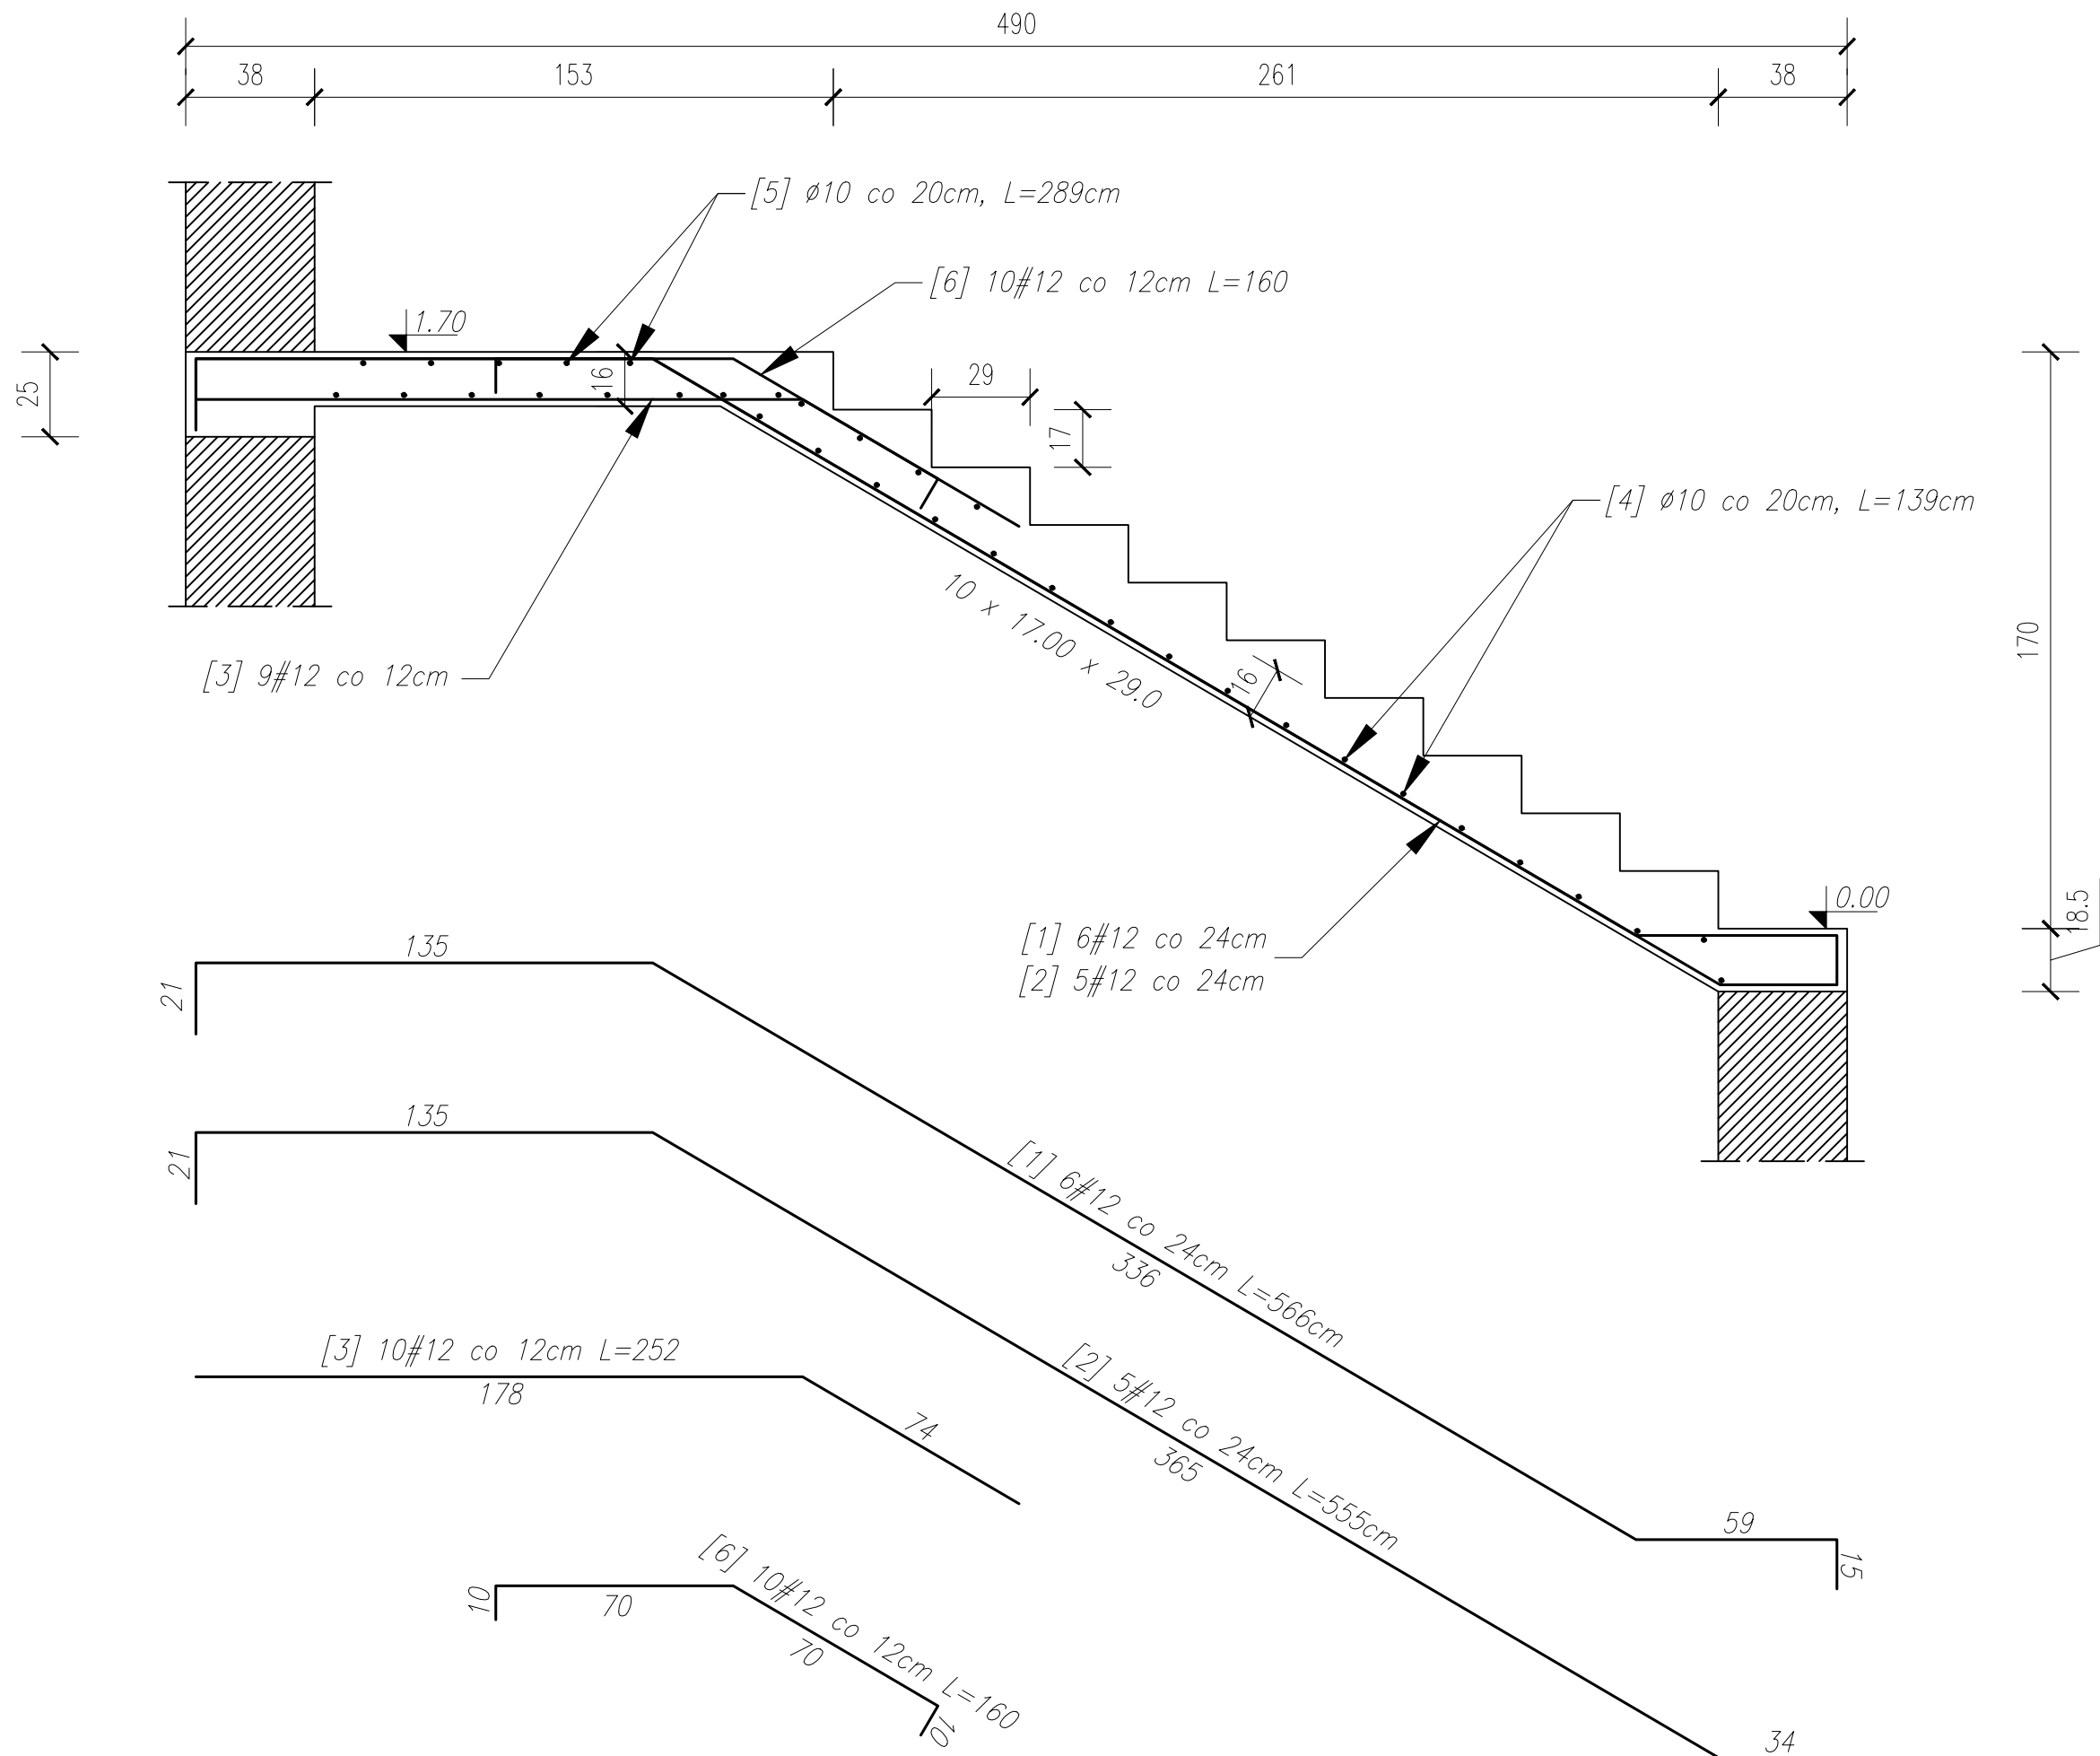 490
38
153
261
38
[5] ø10 co 20cm, L=289cm
[6] 10#12 co 12cm L=160
1.70
25
16
29
17
[4] ø10 co 20cm, L=139cm
170
10 x 17.00 x 29.0
16
[3] 9#12 co 12cm
0.00
18.5
[1] 6#12 co 24cm
[2] 5#12 co 24cm
135
21
135
21
[1] 6#12 co 24cm L=566cm
336
[3] 10#12 co 12cm L=252
178
74
[2] 5#12 co 24cm L=555cm
365
59
15
[6] 10#12 co 12cm L=160
10
70
70
10
34